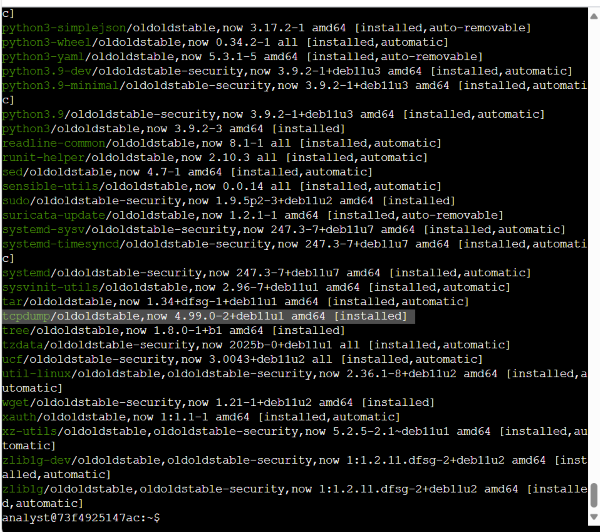 c]
python3-simplejson/oldoldstable,now 3.17.2-1 amd64 [installed,auto-removable]
python3-wheel/oldoldstable,now 0.34.2-1 all [installed,automatic]
python3-yaml/oldoldstable,now 5.3.1-5 amd64 [installed,auto-removable]
python3.9-dev/oldoldstable-security,now 3.9.2-1+deb11u3 amd64 [installed,automatic]
python3.9-minimal/oldoldstable-security,now 3.9.2-1+deb11u3 amd64 [installed,automati
c]
python3.9/oldoldstable-security,now 3.9.2-1+deb11u3 amd64 [installed,automatic]
python3/oldoldstable,now 3.9.2-3 amd64 [installed]
readline-common/oldoldstable,now 8.1-1 all [installed,automatic]
runit-helper/oldoldstable,now 2.10.3 all [installed,automatic]
sed/oldoldstable,now 4.7-1 amd64 [installed,automatic]
sensible-utils/oldoldstable,now 0.0.14 all [installed,automatic]
sudo/oldoldstable-security,now 1.9.5p2-3+deb11u2 amd64 [installed]
suricata-update/oldoldstable,now 1.2.1-1 amd64 [installed,auto-removable]
systemd-sysv/oldoldstable-security,now 247.3-7+deb11u7 amd64 [installed,automatic]
systemd-timesyncd/oldoldstable-security,now 247.3-7+deb11u7 amd64 [installed,automati
c]
systemd/oldoldstable-security,now 247.3-7+deb11u7 amd64 [installed,automatic]
sysvinit-utils/oldoldstable,now 2.96-7+deb11u1 amd64 [installed,automatic]
tar/oldoldstable,now 1.34+dfsg-1+deb11u1 amd64 [installed,automatic]
tcpdump/oldoldstable,now 4.99.0-2+deb11u1 amd64 [installed]
tree/oldoldstable,now 1.8.0-1+b1 amd64 [installed]
tzdata/oldoldstable,now 2025b-0+deb11u1 all [installed,automatic]
ucf/oldoldstable,now 3.0043+deb11u2 all [installed,automatic]
util-linux/oldoldstable,oldoldstable-security,now 2.36.1-8+deb11u2 amd64 [installed,a
utomatic]
wget/oldoldstable,now 1.21-1+deb11u2 amd64 [installed]
xauth/oldoldstable,now 1:1.1-1 amd64 [installed,automatic]
xz-utils/oldoldstable,oldoldstable-security,now 5.2.5-2.1~deb11u1 amd64 [installed,au
tomatic]
zlib1g-dev/oldoldstable,oldoldstable-security,now 1:1.2.11.dfsg-2+deb11u2 amd64 [inst
alled,automatic]
zlib1g/oldoldstable,oldoldstable-security,now 1:1.2.11.dfsg-2+deb11u2 amd64 [installe
d,automatic]
analyst@73f4925147ac:~$